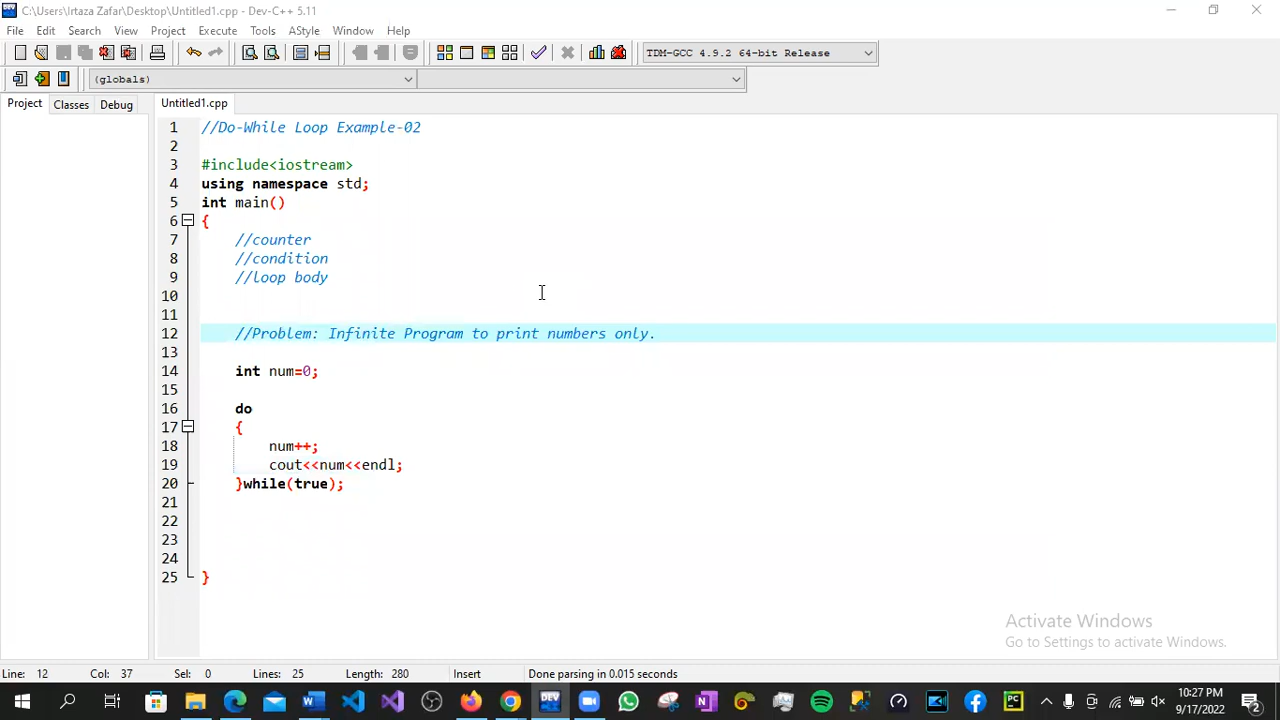 C:\Users\Irtaza Zafar\Desktop\Untitled1.cpp - Dev-C++ 5.11
File Edit Search View Project Execute Tools AStyle Window Help
TDM-GCC 4.9.2 64-bit Release
(globals)
Project Classes Debug Untitled1.cpp
1 //Do-While Loop Example-02
2
3 #include<iostream>
4 using namespace std;
5 int main()
6 {
7 //counter
8 //condition
9 //loop body
10
11
12 //Problem: Infinite Program to print numbers only.
13
14 int num=0;
15
16 do
17 {
18 num++;
19 cout<<num<<endl;
20 }while(true);
21
22
23
24
25 }
Activate Windows
Go to Settings to activate Windows.
Line: 12 Col: 37 Sel: 0 Lines: 25 Length: 280 Insert Done parsing in 0.015 seconds
DEV
PC
10:27 PM
9/17/2022
2